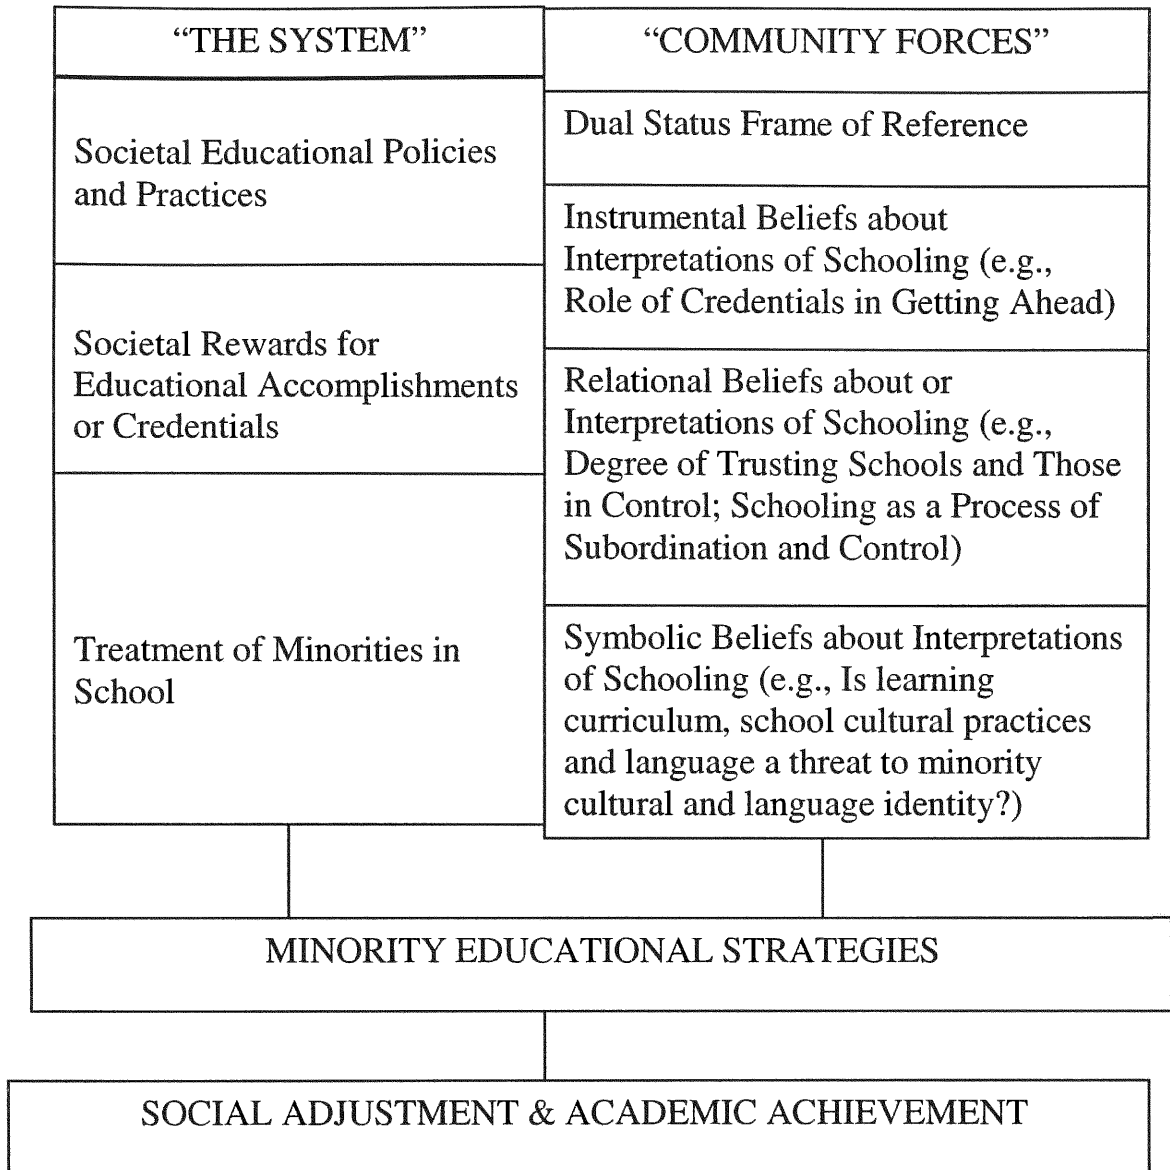 “THE SYSTEM”
Societal Educational Policies
and Practices
Societal Rewards for
Educational Accomplishments
or Credentials
Treatment of Minorities in
School
“COMMUNITY FORCES”
Dual Status Frame of Reference
Instrumental Beliefs about
Interpretations of Schooling (e.g.,
Role of Credentials in Getting Ahead)
Relational Beliefs about or
Interpretations of Schooling (e.g.,
Degree of Trusting Schools and Those
in Control; Schooling as a Process of
Subordination and Control)
Symbolic Beliefs about Interpretations
of Schooling (e.g., Is learning
curriculum, school cultural practices
and language a threat to minority
cultural and language identity?)
MINORITY EDUCATIONAL STRATEGIES
SOCIAL ADJUSTMENT & ACADEMIC ACHIEVEMENT